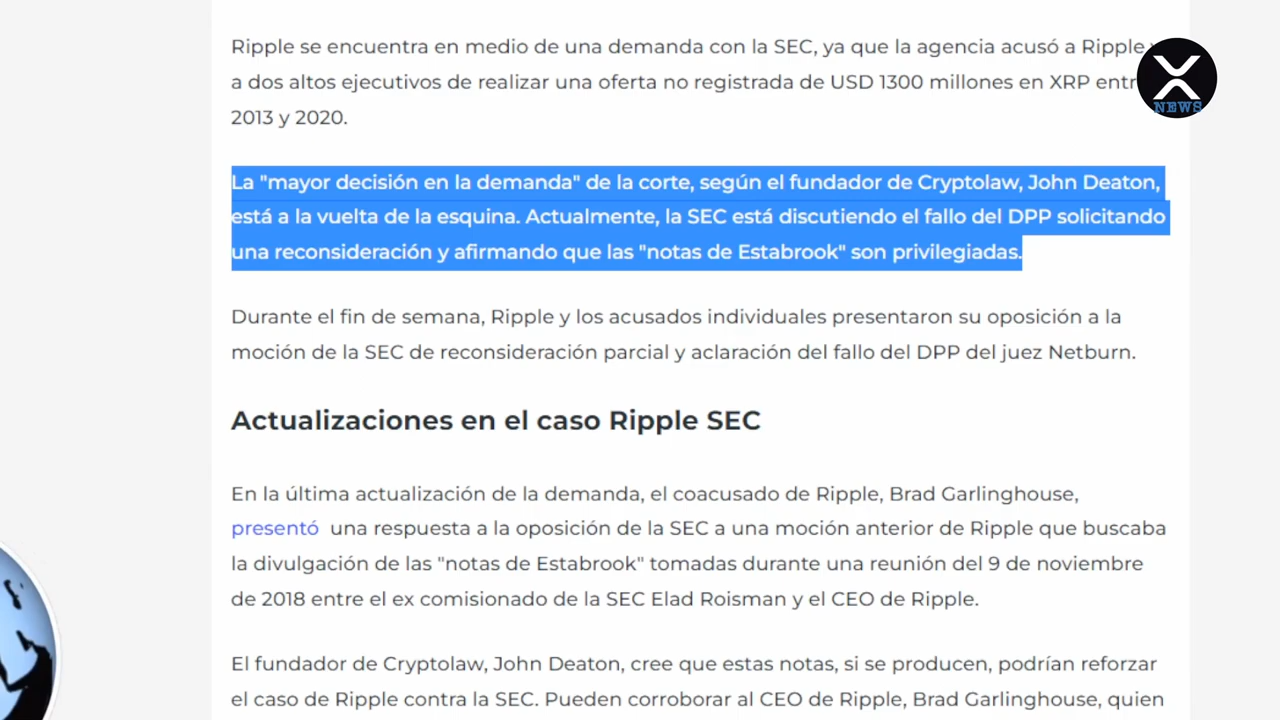 Ripple se encuentra en medio de una demanda con la SEC, ya que la agencia acusó a Ripple
a dos altos ejecutivos de realizar una oferta no registrada de USD 1300 millones en XRP entr
2013 y 2020.
NEWS
La "mayor decisión en la demanda" de la corte, según el fundador de Cryptolaw, John Deaton,
está a la vuelta de la esquina. Actualmente, la SEC está discutiendo el fallo del DPP solicitando
una reconsideración y afirmando que las "notas de Estabrook" son privilegiadas.
Durante el fin de semana, Ripple y los acusados individuales presentaron su oposición a la
moción de la SEC de reconsideración parcial y aclaración del fallo del DPP del juez Netburn.
Actualizaciones en el caso Ripple SEC
En la última actualización de la demanda, el coacusado de Ripple, Brad Garlinghouse,
presentó una respuesta a la oposición de la SEC a una moción anterior de Ripple que buscaba
la divulgación de las "notas de Estabrook" tomadas durante una reunión del 9 de noviembre
de 2018 entre el ex comisionado de la SEC Elad Roisman y el CEO de Ripple.
El fundador de Cryptolaw, John Deaton, cree que estas notas, si se producen, podrían reforzar
el caso de Ripple contra la SEC. Pueden corroborar al CEO de Ripple, Brad Garlinghouse, quien